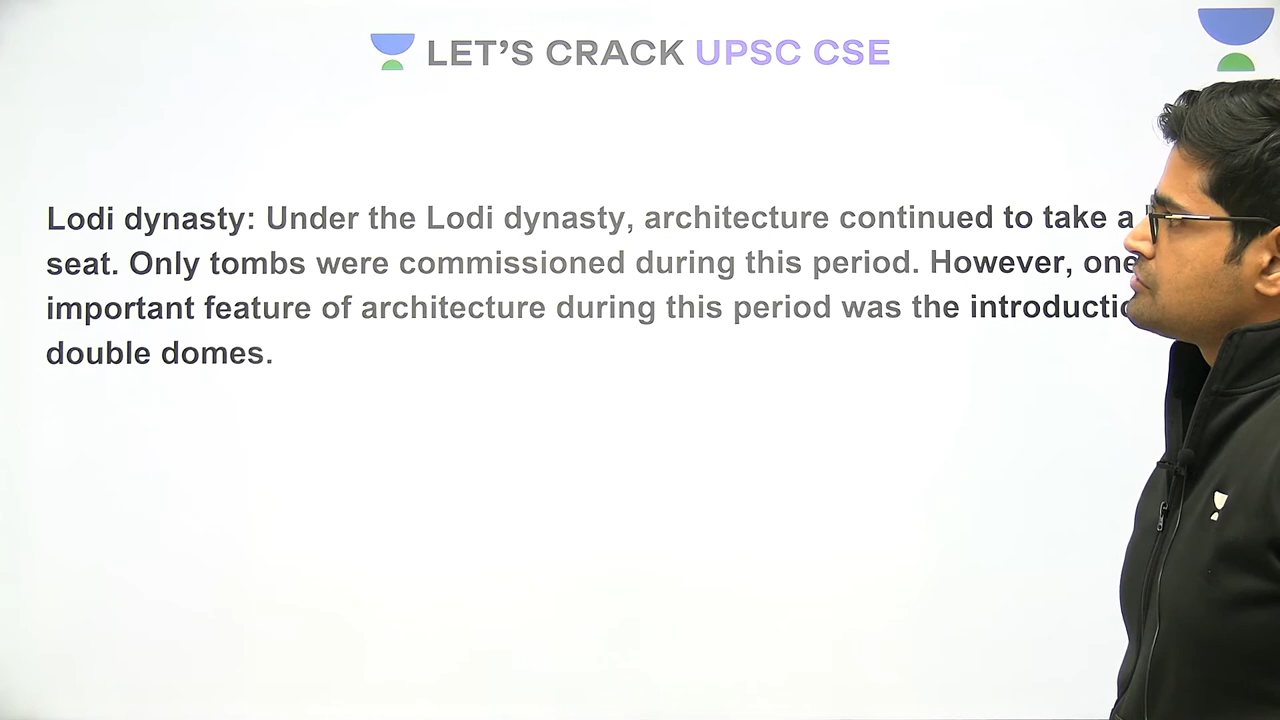 LET'S CRACK UPSC CSE
Lodi dynasty: Under the Lodi dynasty, architecture continued to take a
seat. Only tombs were commissioned during this period. However, one
important feature of architecture during this period was the
double domes.